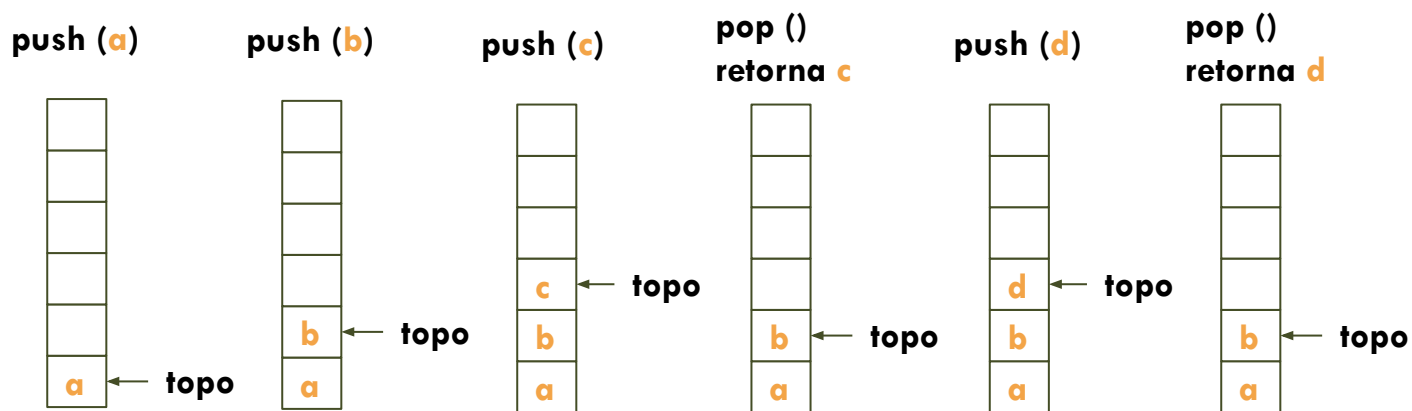 push (a)
push (b)
push (c)
pop ()
retorna c
push (d)
pop ()
retorna d
a
topo
b
topo
a
c
topo
b
a
b
topo
a
d
topo
b
a
b
topo
a